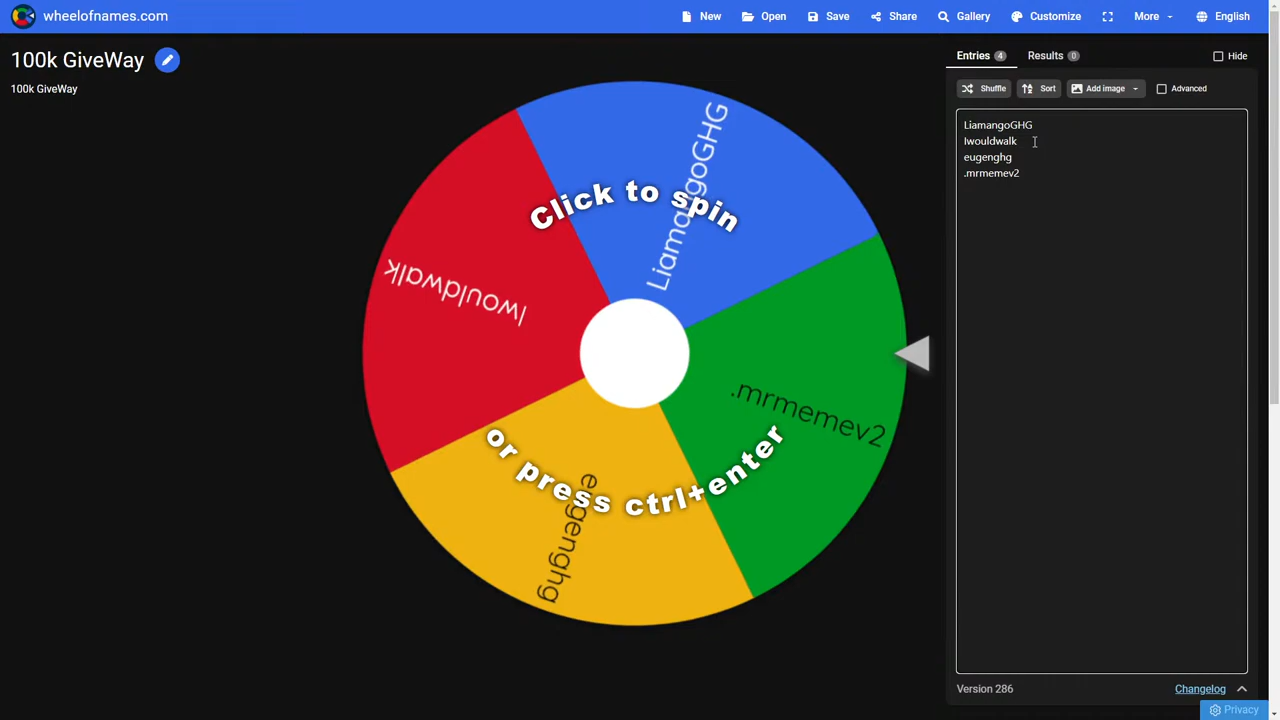 wheelofnames.com
New
Open
Save
Share
Gallery
Customize
More
English
100k GiveWay
100k GiveWay
Click to spin
or press ctrl+enter
LiamangoGHG
Iwouldwalk
.mrmemev2
eugenghg
Entries 4
Results 0
Hide
Shuffle
Sort
Add image
Advanced
LiamangoGHG
Iwouldwalk
eugenghg
.mrmemev2
Version 286
Changelog
Privacy